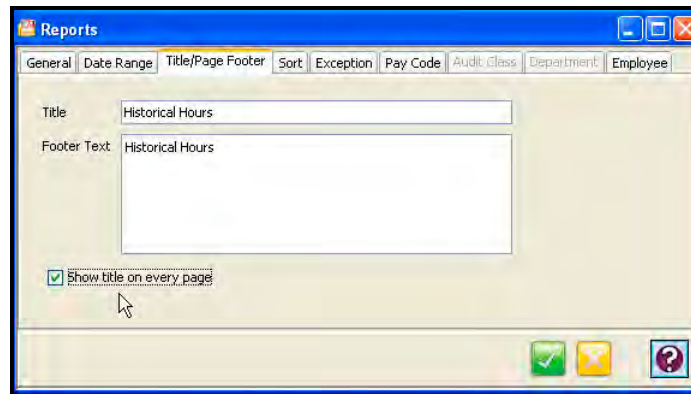 Reports
General Date Range Title/Page Footer Sort Exception Pay Code Audit Class Department Employee
Title Historical Hours
Footer Text Historical Hours
Show title on every page
?